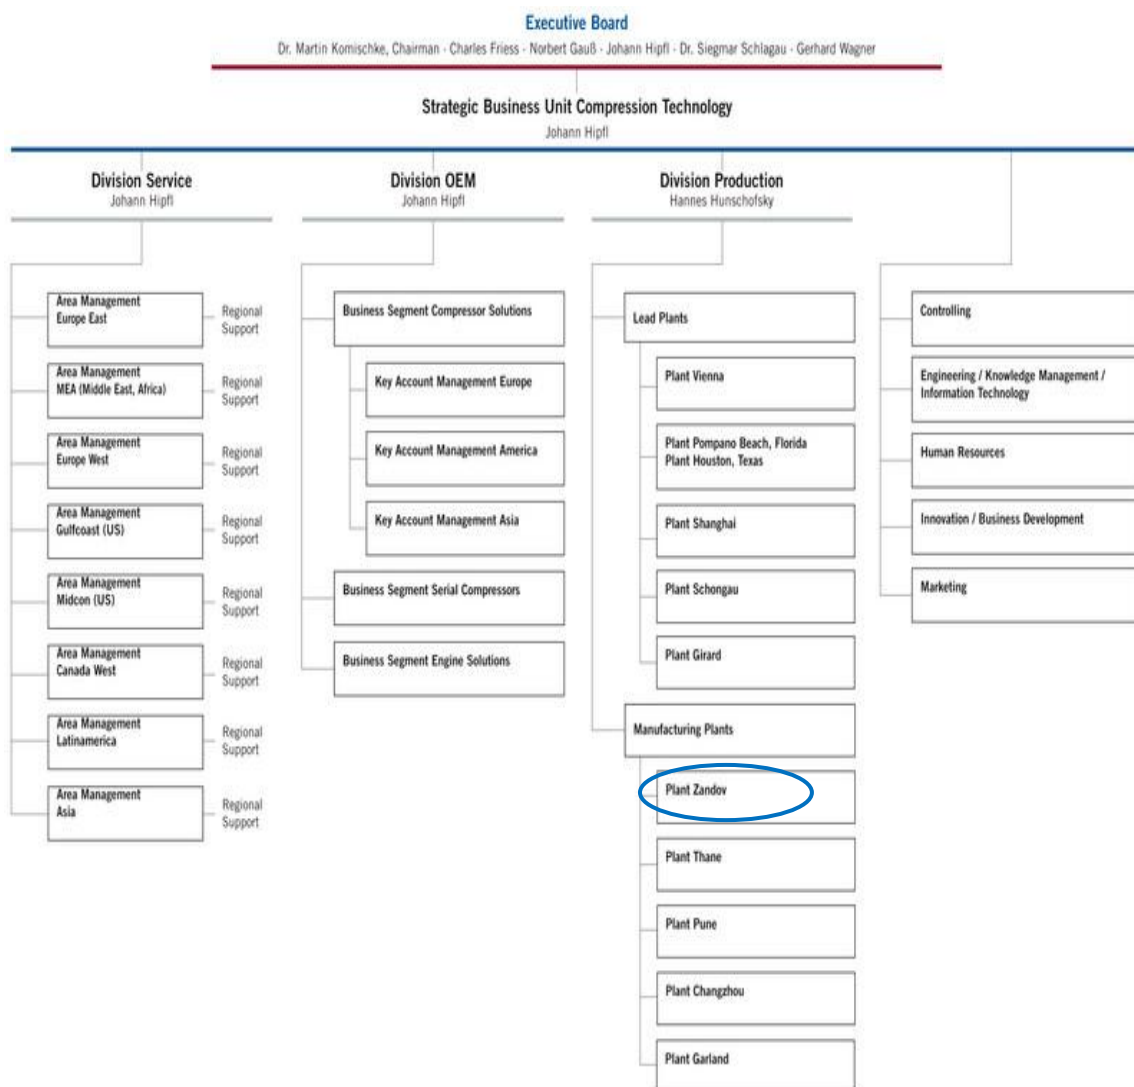 Executive Board
Dr. Martin Komischke, Chairman - Charles Friess - Norbert Gauß - Johann Hipfl - Dr. Siegmar Schlagau - Gerhard Wagner
Strategic Business Unit Compression Technology
Johann Hipfl
Division Service
Johann Hipfl
Area Management
Europe East
Regional
Support
Area Management
MEA (Middle East, Africa)
Regional
Support
Area Management
Europe West
Regional
Support
Area Management
Gulfcoast (US)
Regional
Support
Area Management
Midcon (US)
Regional
Support
Area Management
Canada West
Regional
Support
Area Management
Latinamerica
Regional
Support
Area Management
Asia
Regional
Support
Division OEM
Johann Hipfl
Business Segment Compressor Solutions
Key Account Management Europe
Key Account Management America
Key Account Management Asia
Business Segment Serial Compressors
Business Segment Engine Solutions
Division Production
Hannes Hunschofsky
Lead Plants
Plant Vienna
Plant Pompano Beach, Florida
Plant Houston, Texas
Plant Shanghai
Plant Schongau
Plant Girard
Manufacturing Plants
Plant Zandov
Plant Thane
Plant Pune
Plant Changzhou
Plant Garland
Controlling
Engineering / Knowledge Management /
Information Technology
Human Resources
Innovation / Business Development
Marketing